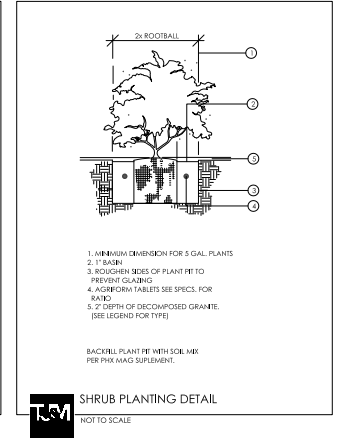 2x ROOTBALL
1
2
5
3
4
1. MINIMUM DIMENSION FOR 5 GAL. PLANTS
2. 1" BASIN
3. ROUGHEN SIDES OF PLANT PIT TO
PREVENT GLAZING
4. AGRIFORM TABLETS SEE SPECS. FOR
RATIO
5. 2" DEPTH OF DECOMPOSED GRANITE.
(SEE LEGEND FOR TYPE)
BACKFILL PLANT PIT WITH SOIL MIX
PER PHX MAG SUPLEMENT.
SHRUB PLANTING DETAIL
NOT TO SCALE